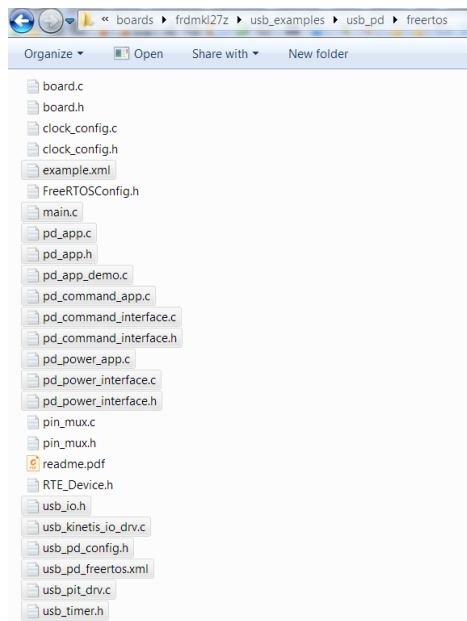 « boards ▸ frdmkl27z ▸ usb_examples ▸ usb_pd ▸ freertos
Organize ▾ Open Share with ▾ New folder
board.c
board.h
clock_config.c
clock_config.h
example.xml
FreeRTOSConfig.h
main.c
pd_app.c
pd_app.h
pd_app_demo.c
pd_command_app.c
pd_command_interface.c
pd_command_interface.h
pd_power_app.c
pd_power_interface.c
pd_power_interface.h
pin_mux.c
pin_mux.h
readme.pdf
RTE_Device.h
usb_io.h
usb_kinetis_io_drv.c
usb_pd_config.h
usb_pd_freertos.xml
usb_pit_drv.c
usb_timer.h